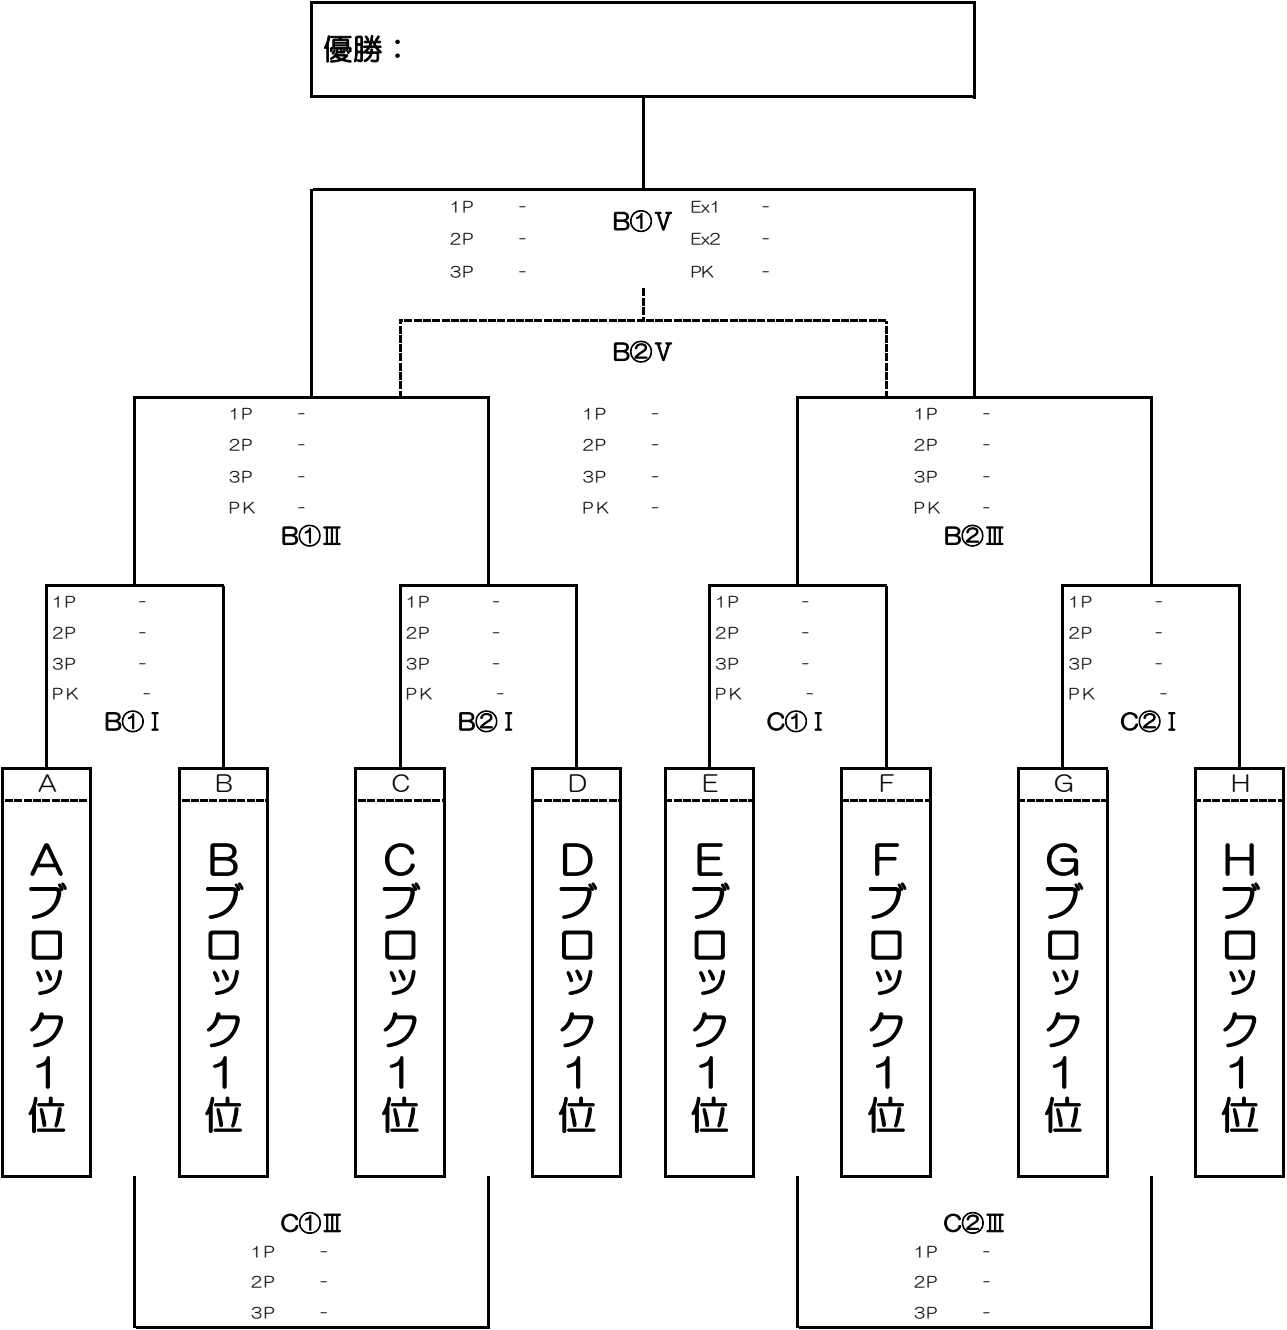 優勝：
1P - Ex1 -
B①Ⅴ
2P - Ex2 -
3P - PK -
B②Ⅴ
1P - 1P - 1P -
2P - 2P - 2P -
3P - 3P - 3P -
PK - PK - PK -
B①Ⅲ B②Ⅲ
1P - 1P - 1P - 1P -
2P - 2P - 2P - 2P -
3P - 3P - 3P - 3P -
PK - PK - PK - PK -
B①Ⅰ B②Ⅰ C①Ⅰ C②Ⅰ
A B C D E F G H
Aブロック1位
Bブロック1位
Cブロック1位
Dブロック1位
Eブロック1位
Fブロック1位
Gブロック1位
Hブロック1位
C①Ⅲ C②Ⅲ
1P - 1P -
2P - 2P -
3P - 3P -